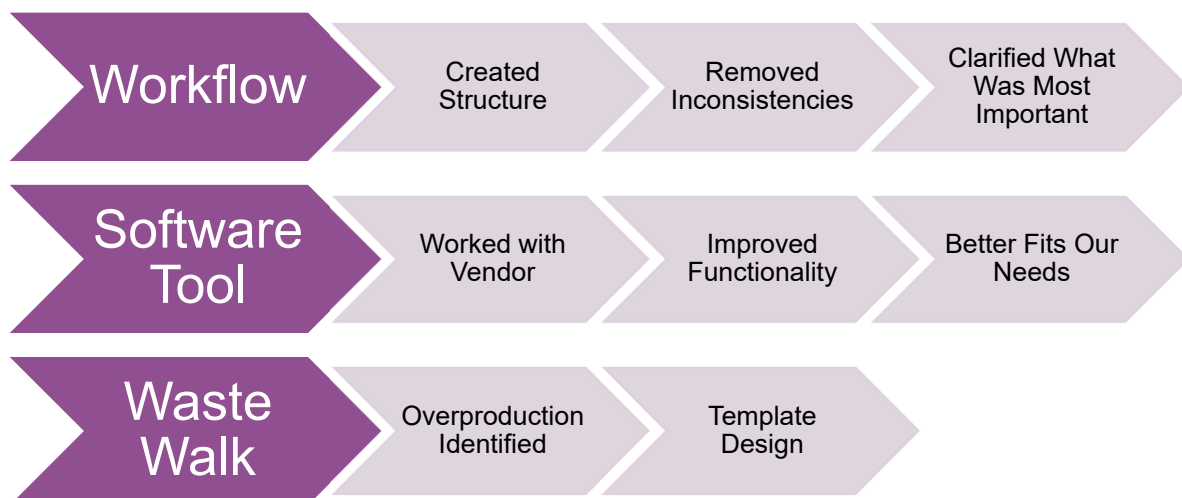 Workflow
Created
Structure
Removed
Inconsistencies
Clarified What
Was Most
Important
Software
Tool
Worked with
Vendor
Improved
Functionality
Better Fits Our
Needs
Waste
Walk
Overproduction
Identified
Template
Design